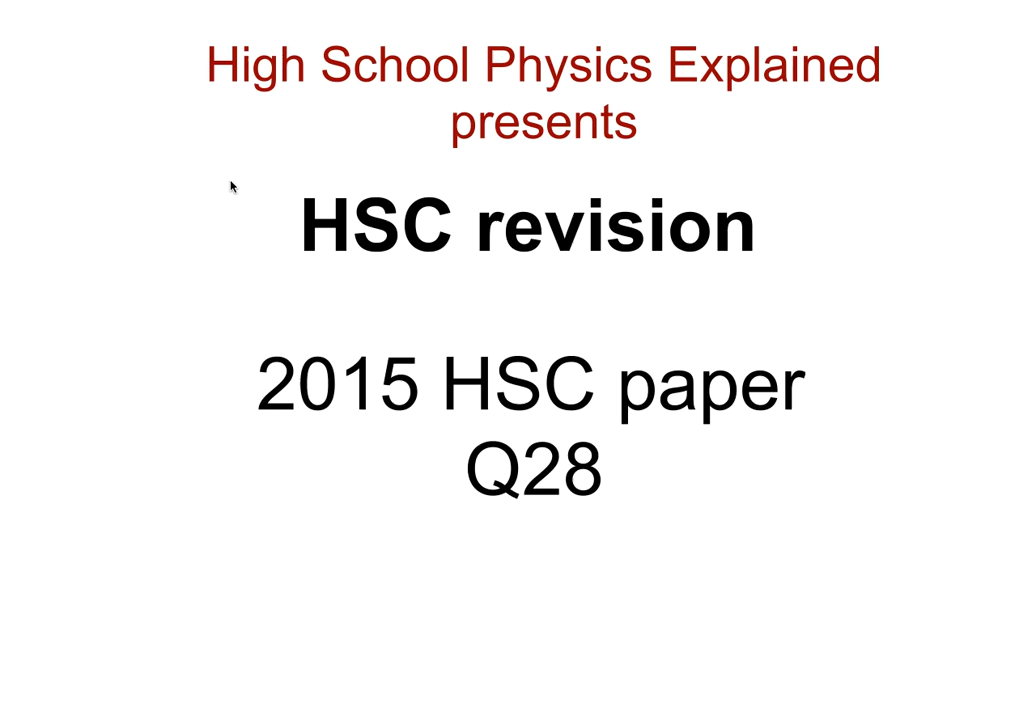 High School Physics Explained
presents
HSC revision
2015 HSC paper
Q28